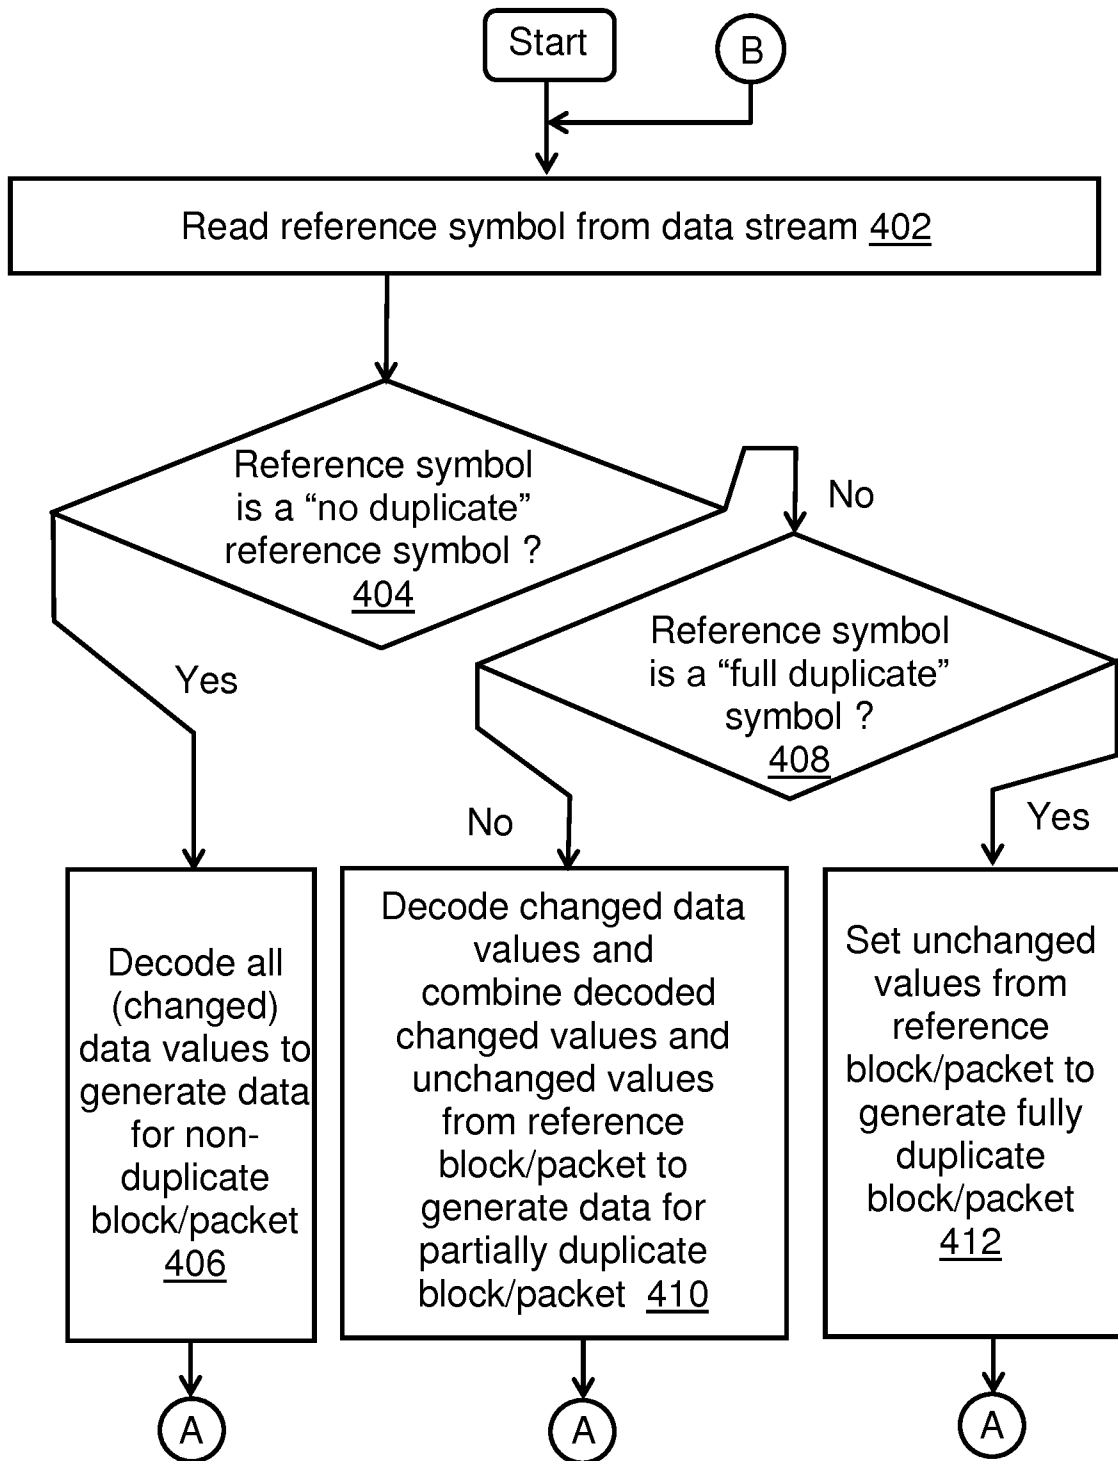 Start
B
Read reference symbol from data stream 402
Reference symbol
is a “no duplicate”
reference symbol ?
404
No
Reference symbol
is a “full duplicate”
symbol ?
408
Yes
No
Yes
Decode all
(changed)
data values to
generate data
for non-
duplicate
block/packet
406
Decode changed data
values and
combine decoded
changed values and
unchanged values
from reference
block/packet to
generate data for
partially duplicate
block/packet 410
Set unchanged
values from
reference
block/packet to
generate fully
duplicate
block/packet
412
A
A
A